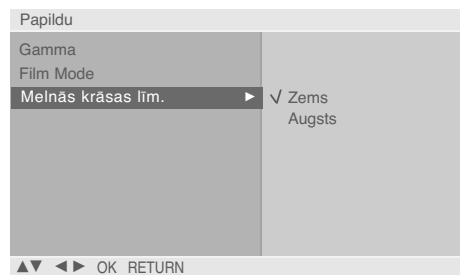 Papildu
Gamma
Film Mode
Melnās krāsas līm. ►
√ Zems
Augsts
▲▼ ◄► OK RETURN